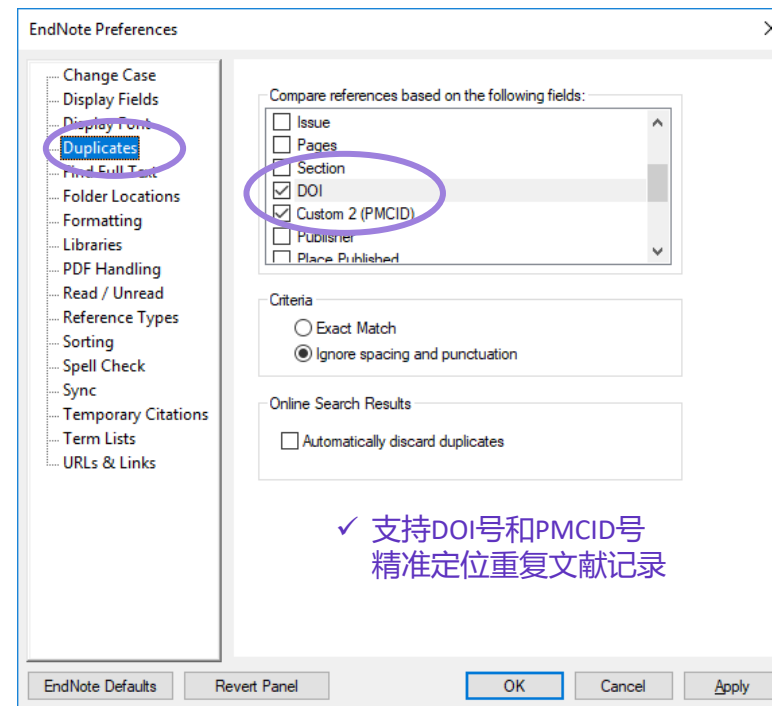 EndNote Preferences
Change Case
Display Fields
Display Font
Duplicates
Find Full Text
Folder Locations
Formatting
Libraries
PDF Handling
Read / Unread
Reference Types
Sorting
Spell Check
Sync
Temporary Citations
Term Lists
URLs & Links
Compare references based on the following fields:
Issue
Pages
Section
DOI
Custom 2 (PMCID)
Publisher
Place Published
Criteria
Exact Match
Ignore spacing and punctuation
Online Search Results
Automatically discard duplicates
✓ 支持DOI号和PMCID号
精准定位重复文献记录
EndNote Defaults
Revert Panel
OK
Cancel
Apply